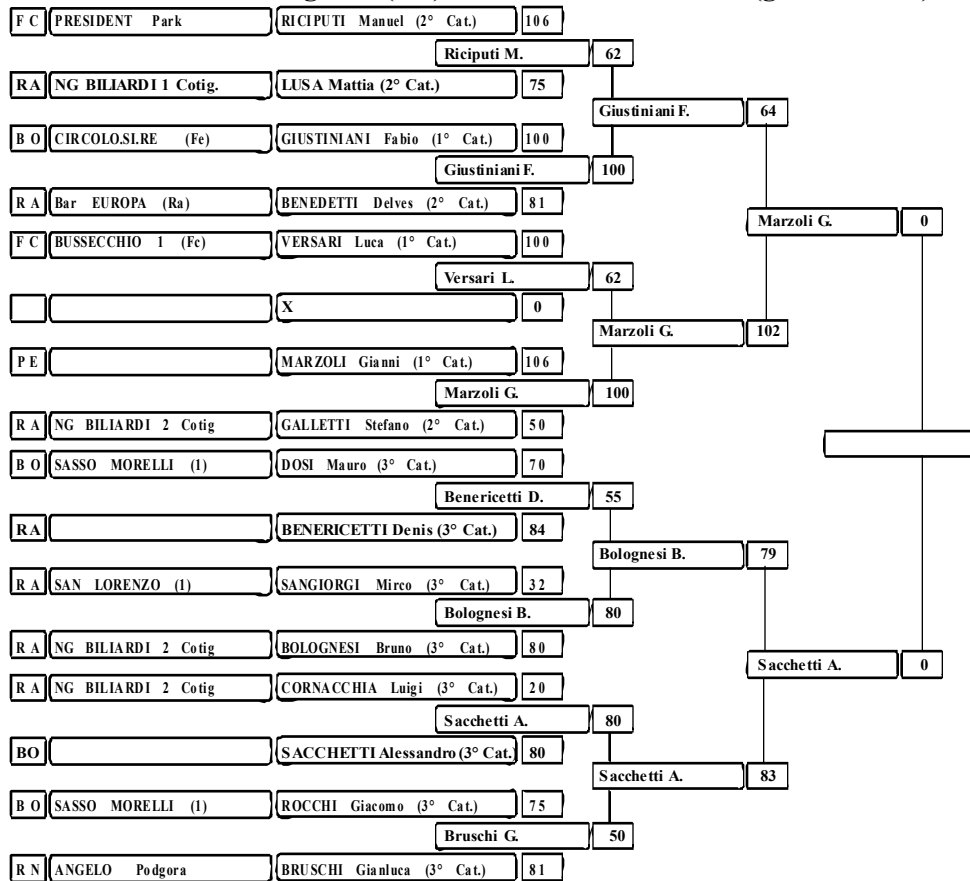 F C PRESIDENT Park RICIPUTI Manuel (2° Cat.) 106
Riciputi M. 62
RA NG BILIARDI 1 Cotig. LUSA Mattia (2° Cat.) 75
Giustiniani F. 64
B O CIRCOLO.SI.RE (Fe) GIUSTINIANI Fabio (1° Cat.) 100
Giustiniani F. 100
R A Bar EUROPA (Ra) BENEDETTI Delves (2° Cat.) 81
Marzoli G. 0
F C BUSSECCHIO 1 (Fc) VERSARI Luca (1° Cat.) 100
Versari L. 62
X 0
Marzoli G. 102
P E MARZOLI Gianni (1° Cat.) 106
Marzoli G. 100
R A NG BILIARDI 2 Cotig GALLETTI Stefano (2° Cat.) 50
B O SASSO MORELLI (1) DOSI Mauro (3° Cat.) 70
Benericetti D. 55
RA BENERICETTI Denis (3° Cat.) 84
Bolognesi B. 79
R A SAN LORENZO (1) SANGIORGI Mirco (3° Cat.) 32
Bolognesi B. 80
R A NG BILIARDI 2 Cotig BOLOGNESI Bruno (3° Cat.) 80
Sacchetti A. 0
R A NG BILIARDI 2 Cotig CORNACCHIA Luigi (3° Cat.) 20
Sacchetti A. 80
BO SACCHETTI Alessandro (3° Cat.) 80
Sacchetti A. 83
B O SASSO MORELLI (1) ROCCHI Giacomo (3° Cat.) 75
Bruschi G. 50
R N ANGELO Podgora BRUSCHI Gianluca (3° Cat.) 81